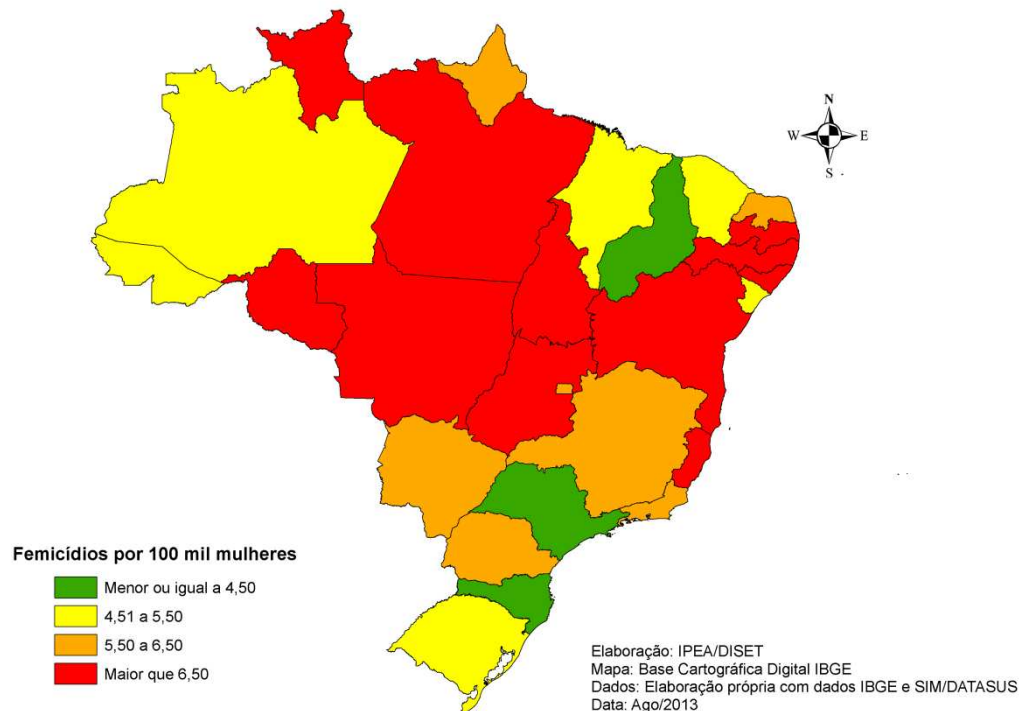 N
W E
S
Femicídios por 100 mil mulheres
Menor ou igual a 4,50
4,51 a 5,50
5,50 a 6,50
Maior que 6,50
Elaboração: IPEA/DISET
Mapa: Base Cartográfica Digital IBGE
Dados: Elaboração própria com dados IBGE e SIM/DATASUS
Data: Ago/2013